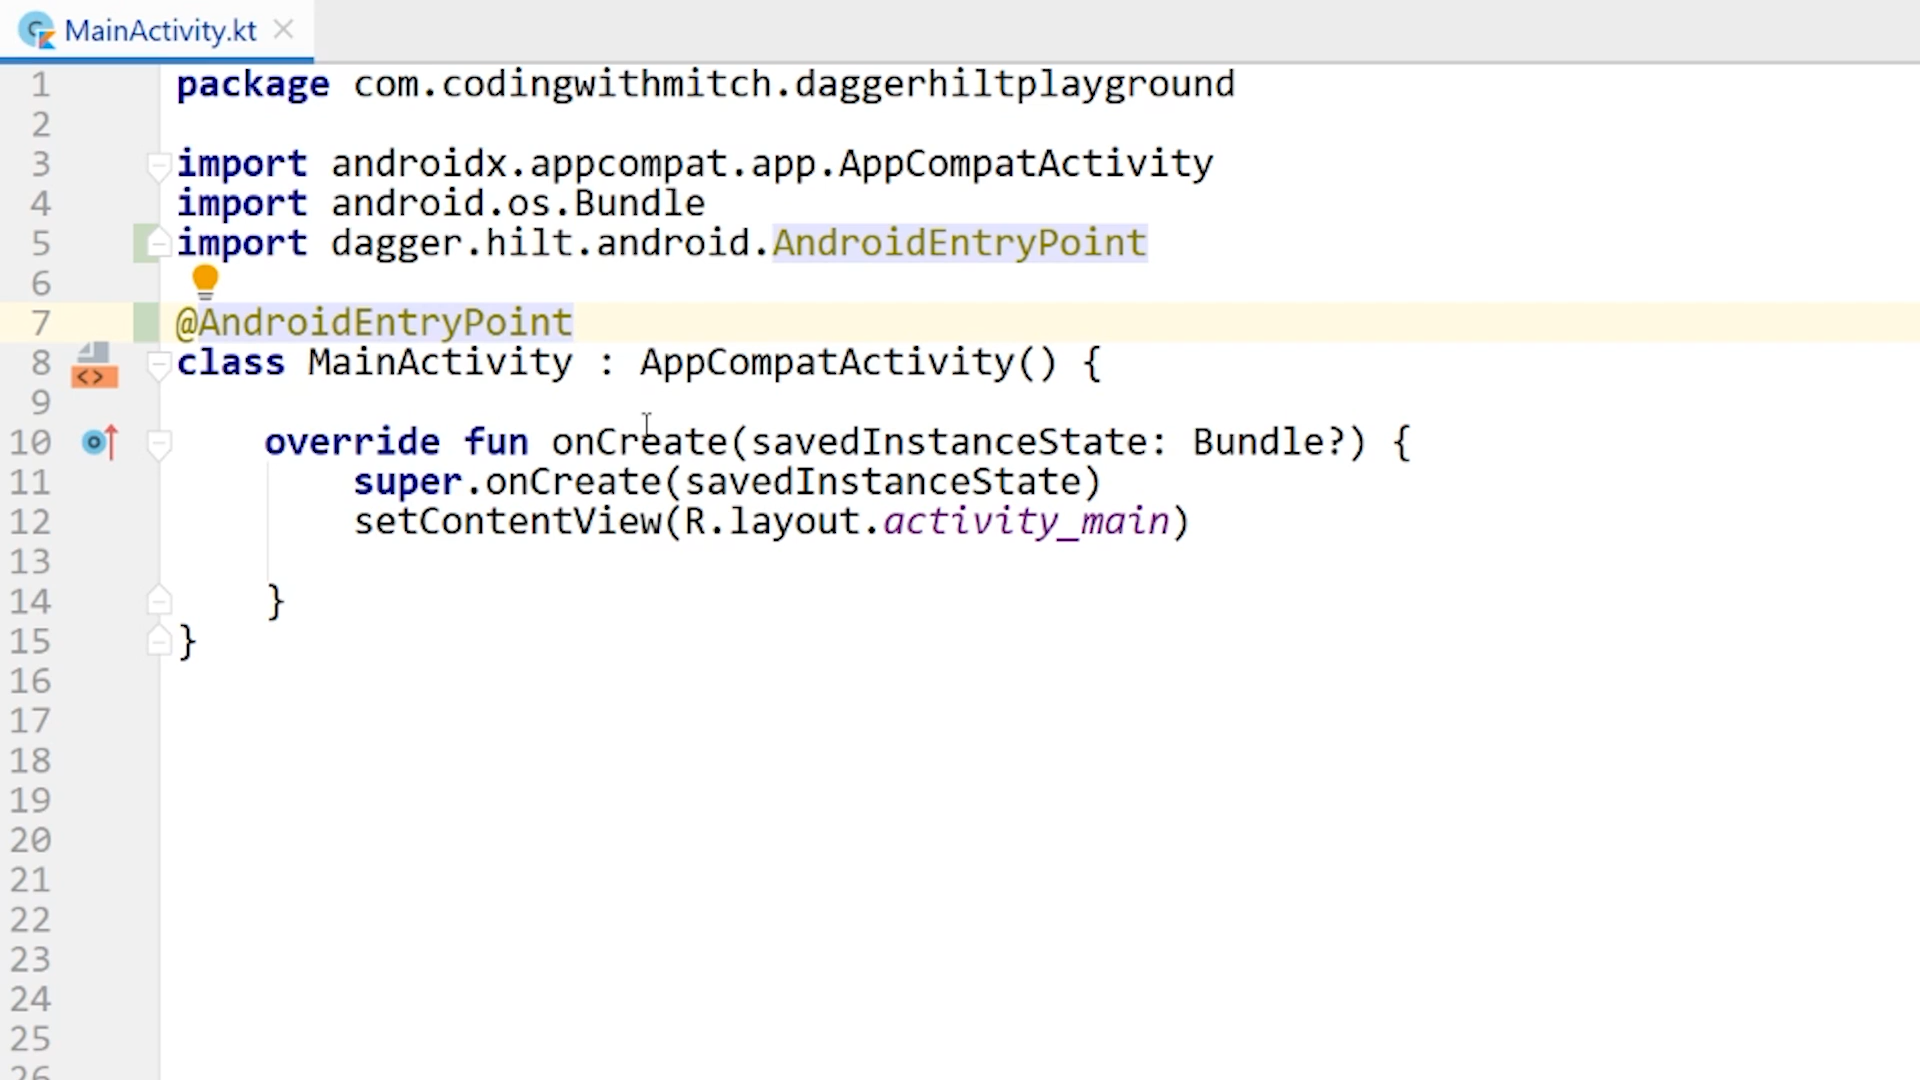 MainActivity.kt
1 package com.codingwithmitch.daggerhiltplayground
2
3 import androidx.appcompat.app.AppCompatActivity
4 import android.os.Bundle
5 import dagger.hilt.android.AndroidEntryPoint
6
7 @AndroidEntryPoint
8 class MainActivity : AppCompatActivity() {
9
10 override fun onCreate(savedInstanceState: Bundle?) {
11 super.onCreate(savedInstanceState)
12 setContentView(R.layout.activity_main)
13
14 }
15 }
16
17
18
19
20
21
22
23
24
25
26